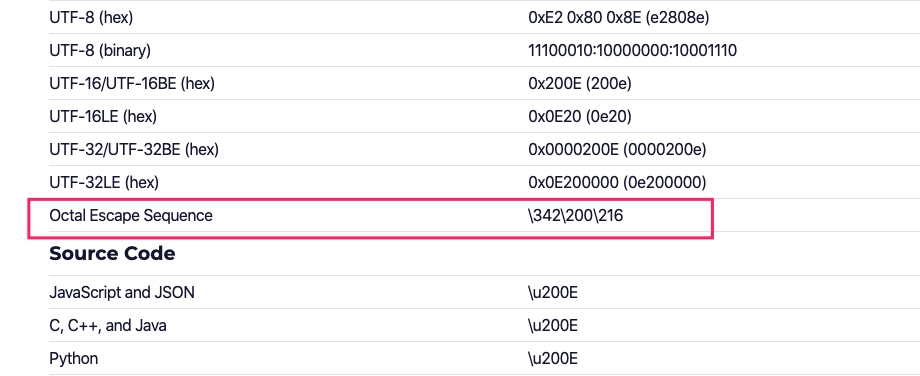 UTF-8 (hex) 0xE2 0x80 0x8E (e2808e)
UTF-8 (binary) 11100010:10000000:10001110
UTF-16/UTF-16BE (hex) 0x200E (200e)
UTF-16LE (hex) 0x0E20 (0e20)
UTF-32/UTF-32BE (hex) 0x0000200E (0000200e)
UTF-32LE (hex) 0x0E200000 (0e200000)
Octal Escape Sequence \342\200\216
Source Code
JavaScript and JSON \u200E
C, C++, and Java \u200E
Python \u200E